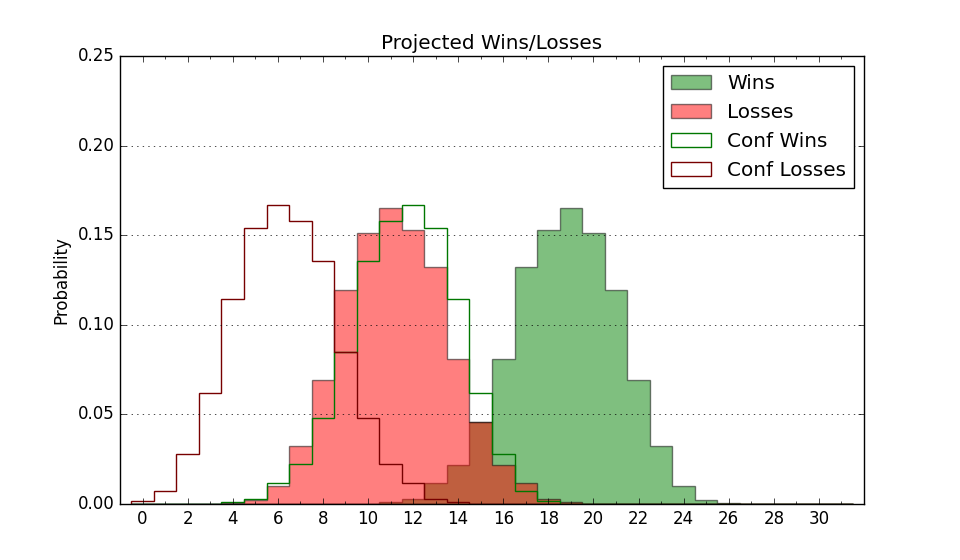 Projected Wins/Losses
0.25
0.20
0.15
0.10
0.05
0.00
Probability
Wins
Losses
Conf Wins
Conf Losses
0 2 4 6 8 10 12 14 16 18 20 22 24 26 28 30